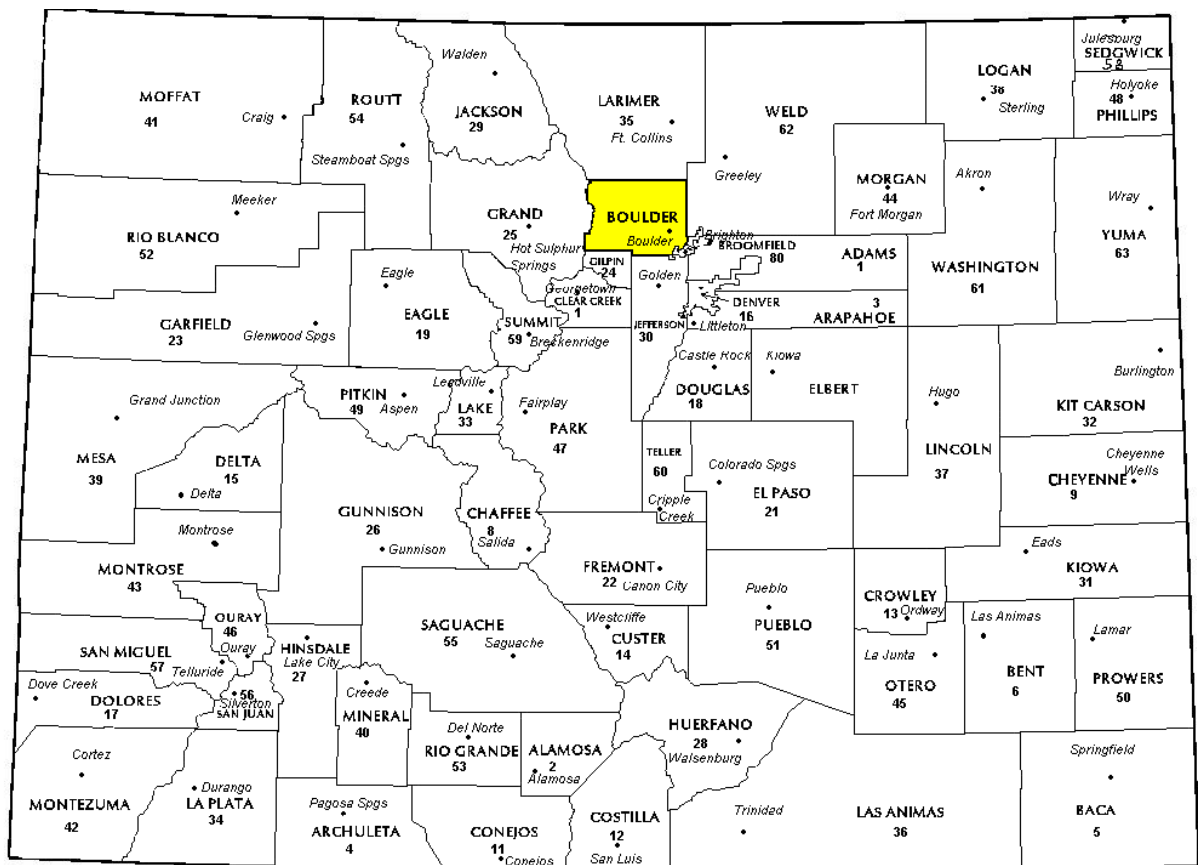 MOFFAT
41
Craig
ROUTT
54
Steamboat Spgs
Walden
JACKSON
29
LARIMER
35
Ft. Collins
WELD
62
Greeley
LOGAN
38
Sterling
Julesburg
SEDGWICK
58
Holyoke
48
PHILLIPS
MORGAN
44
Fort Morgan
Akron
WASHINGTON
61
Wray
YUMA
63
Meeker
RIO BLANCO
52
GRAND
25
Hot Sulphur
Springs
BOULDER
Boulder
Brighton
BROOMFIELD
80
ADAMS
1
GILPIN
24
Georgetown
CLEAR CREEK
1
Golden
JEFFERSON
30
DENVER
16
Littleton
3
ARAPAHOE
Eagle
EAGLE
19
SUMMIT
59
Breckenridge
GARFIELD
23
Glenwood Spgs
Castle Rock
DOUGLAS
18
Kiowa
ELBERT
Hugo
LINCOLN
37
Burlington
KIT CARSON
32
Grand Junction
MESA
39
PITKIN
49
Aspen
Leadville
LAKE
33
Fairplay
PARK
47
TELLER
60
Cripple
Creek
Colorado Spgs
EL PASO
21
Cheyenne
Wells
CHEYENNE
9
DELTA
15
Delta
GUNNISON
26
Gunnison
CHAFFEE
8
Salida
Montrose
MONTROSE
43
FREMONT
22
Canon City
Pueblo
PUEBLO
51
CROWLEY
13
Ordway
Eads
KIOWA
31
OURAY
46
Ouray
SAN MIGUEL
57
Telluride
HINSDALE
Lake City
27
SAGUACHE
55
Saguache
Westcliffe
CUSTER
14
La Junta
OTERO
45
Las Animas
BENT
6
Lamar
PROWERS
50
Dove Creek
DOLORES
17
56
Silverton
SAN JUAN
Creede
MINERAL
40
Del Norte
RIO GRANDE
53
ALAMOSA
2
Alamosa
HUERFANO
28
Walsenburg
Cortez
MONTEZUMA
42
Durango
LA PLATA
34
Pagosa Spgs
ARCHULETA
4
CONEJOS
11
Conejos
COSTILLA
12
San Luis
Trinidad
LAS ANIMAS
36
Springfield
BACA
5